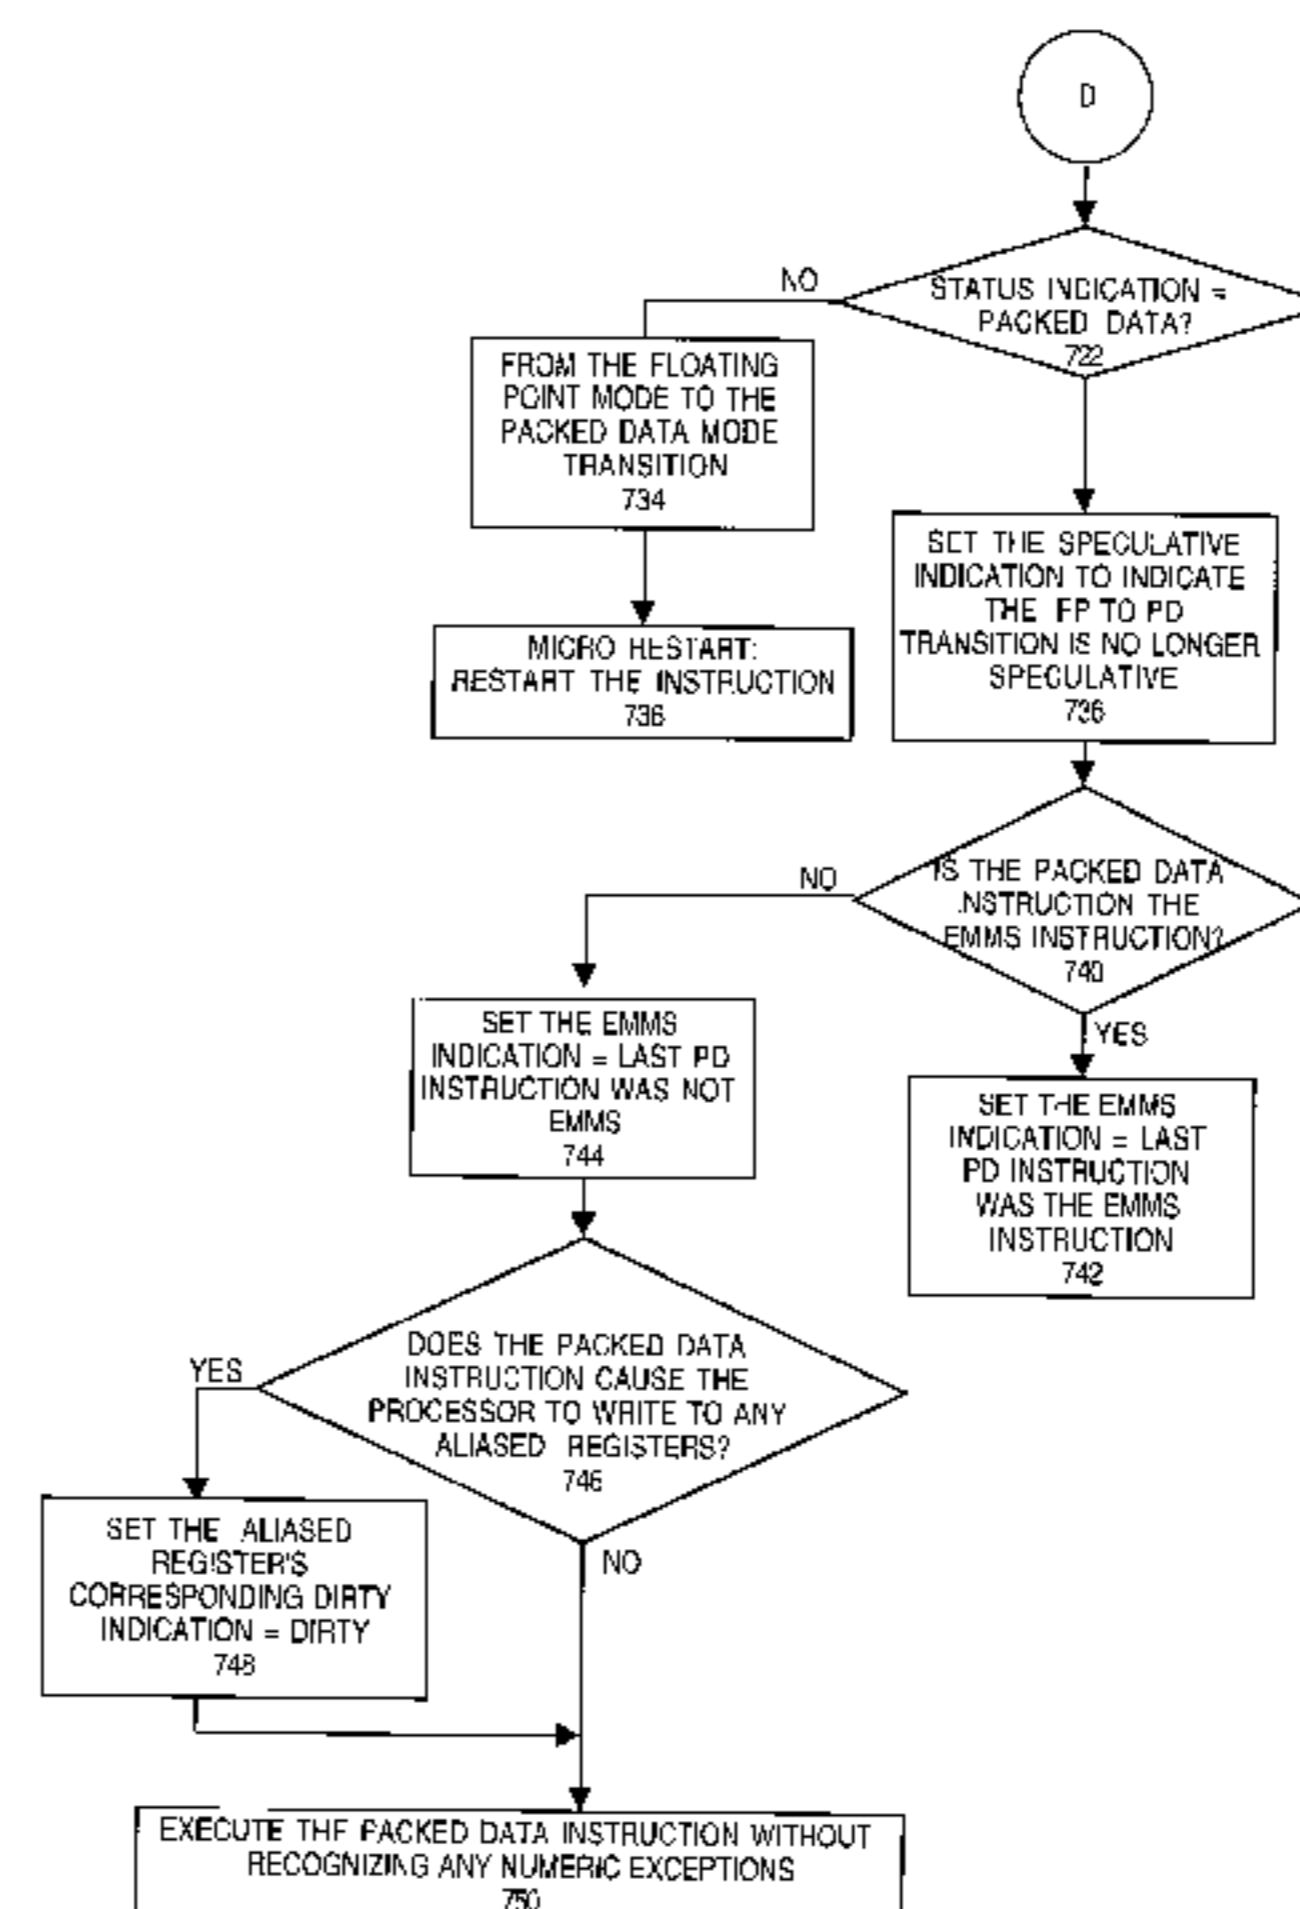 D
NO
STATUS INDICATION =
PACKED DATA?
722
FROM THE FLOATING
POINT MODE TO THE
PACKED DATA MODE
TRANSITION
734
SET THE SPECULATIVE
INDICATION TO INDICATE
THE FP TO PD
TRANSITION IS NO LONGER
SPECULATIVE
736
MICRO RESTART:
RESTART THE INSTRUCTION
736
NO
IS THE PACKED DATA
INSTRUCTION THE
EMMS INSTRUCTION?
740
YES
SET THE EMMS
INDICATION = LAST PD
INSTRUCTION WAS NOT
EMMS
744
SET THE EMMS
INDICATION = LAST
PD INSTRUCTION
WAS THE EMMS
INSTRUCTION
742
DOES THE PACKED DATA
INSTRUCTION CAUSE THE
PROCESSOR TO WRITE TO ANY
ALIASED REGISTERS?
746
YES
NO
SET THE ALIASED
REGISTER'S
CORRESPONDING DIRTY
INDICATION = DIRTY
748
EXECUTE THE PACKED DATA INSTRUCTION WITHOUT
RECOGNIZING ANY NUMERIC EXCEPTIONS
750